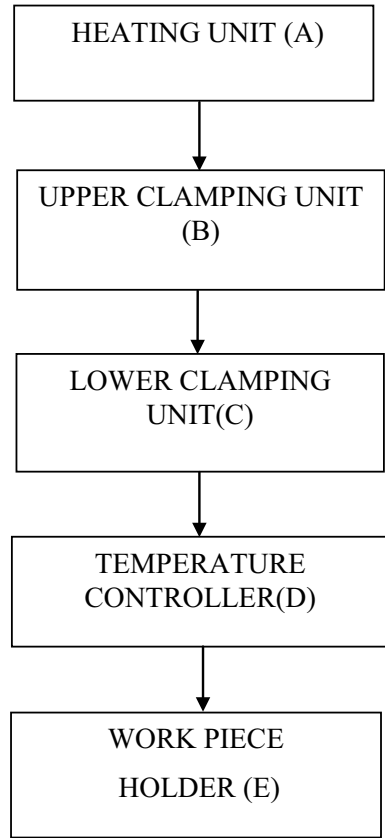 HEATING UNIT (A)
UPPER CLAMPING UNIT
(B)
LOWER CLAMPING
UNIT(C)
TEMPERATURE
CONTROLLER(D)
WORK PIECE
HOLDER (E)